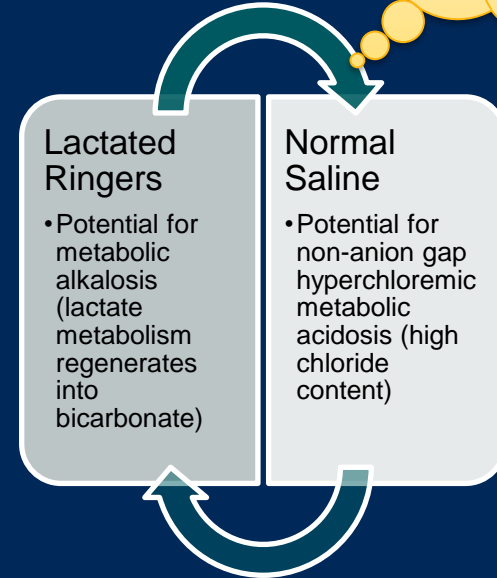 Lactated
Ringers
•Potential for
metabolic
alkalosis
(lactate
metabolism
regenerates
into
bicarbonate)
Normal
Saline
•Potential for
non-anion gap
hyperchloremic
metabolic
acidosis (high
chloride
content)